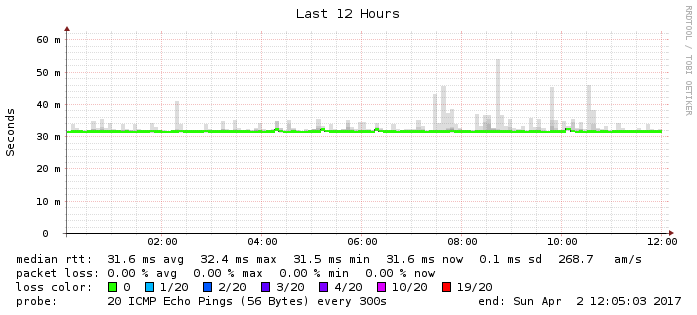 Last 12 Hours
RRDTOOL / TOBI OETIKER
Seconds
60 m
50 m
40 m
30 m
20 m
10 m
0
02:00 04:00 06:00 08:00 10:00 12:00
median rtt: 31.6 ms avg 32.4 ms max 31.5 ms min 31.6 ms now 0.1 ms sd 268.7 am/s
packet loss: 0.00 % avg 0.00 % max 0.00 % min 0.00 % now
loss color: 0 1/20 2/20 3/20 4/20 10/20 19/20
probe: 20 ICMP Echo Pings (56 Bytes) every 300s end: Sun Apr 2 12:05:03 2017